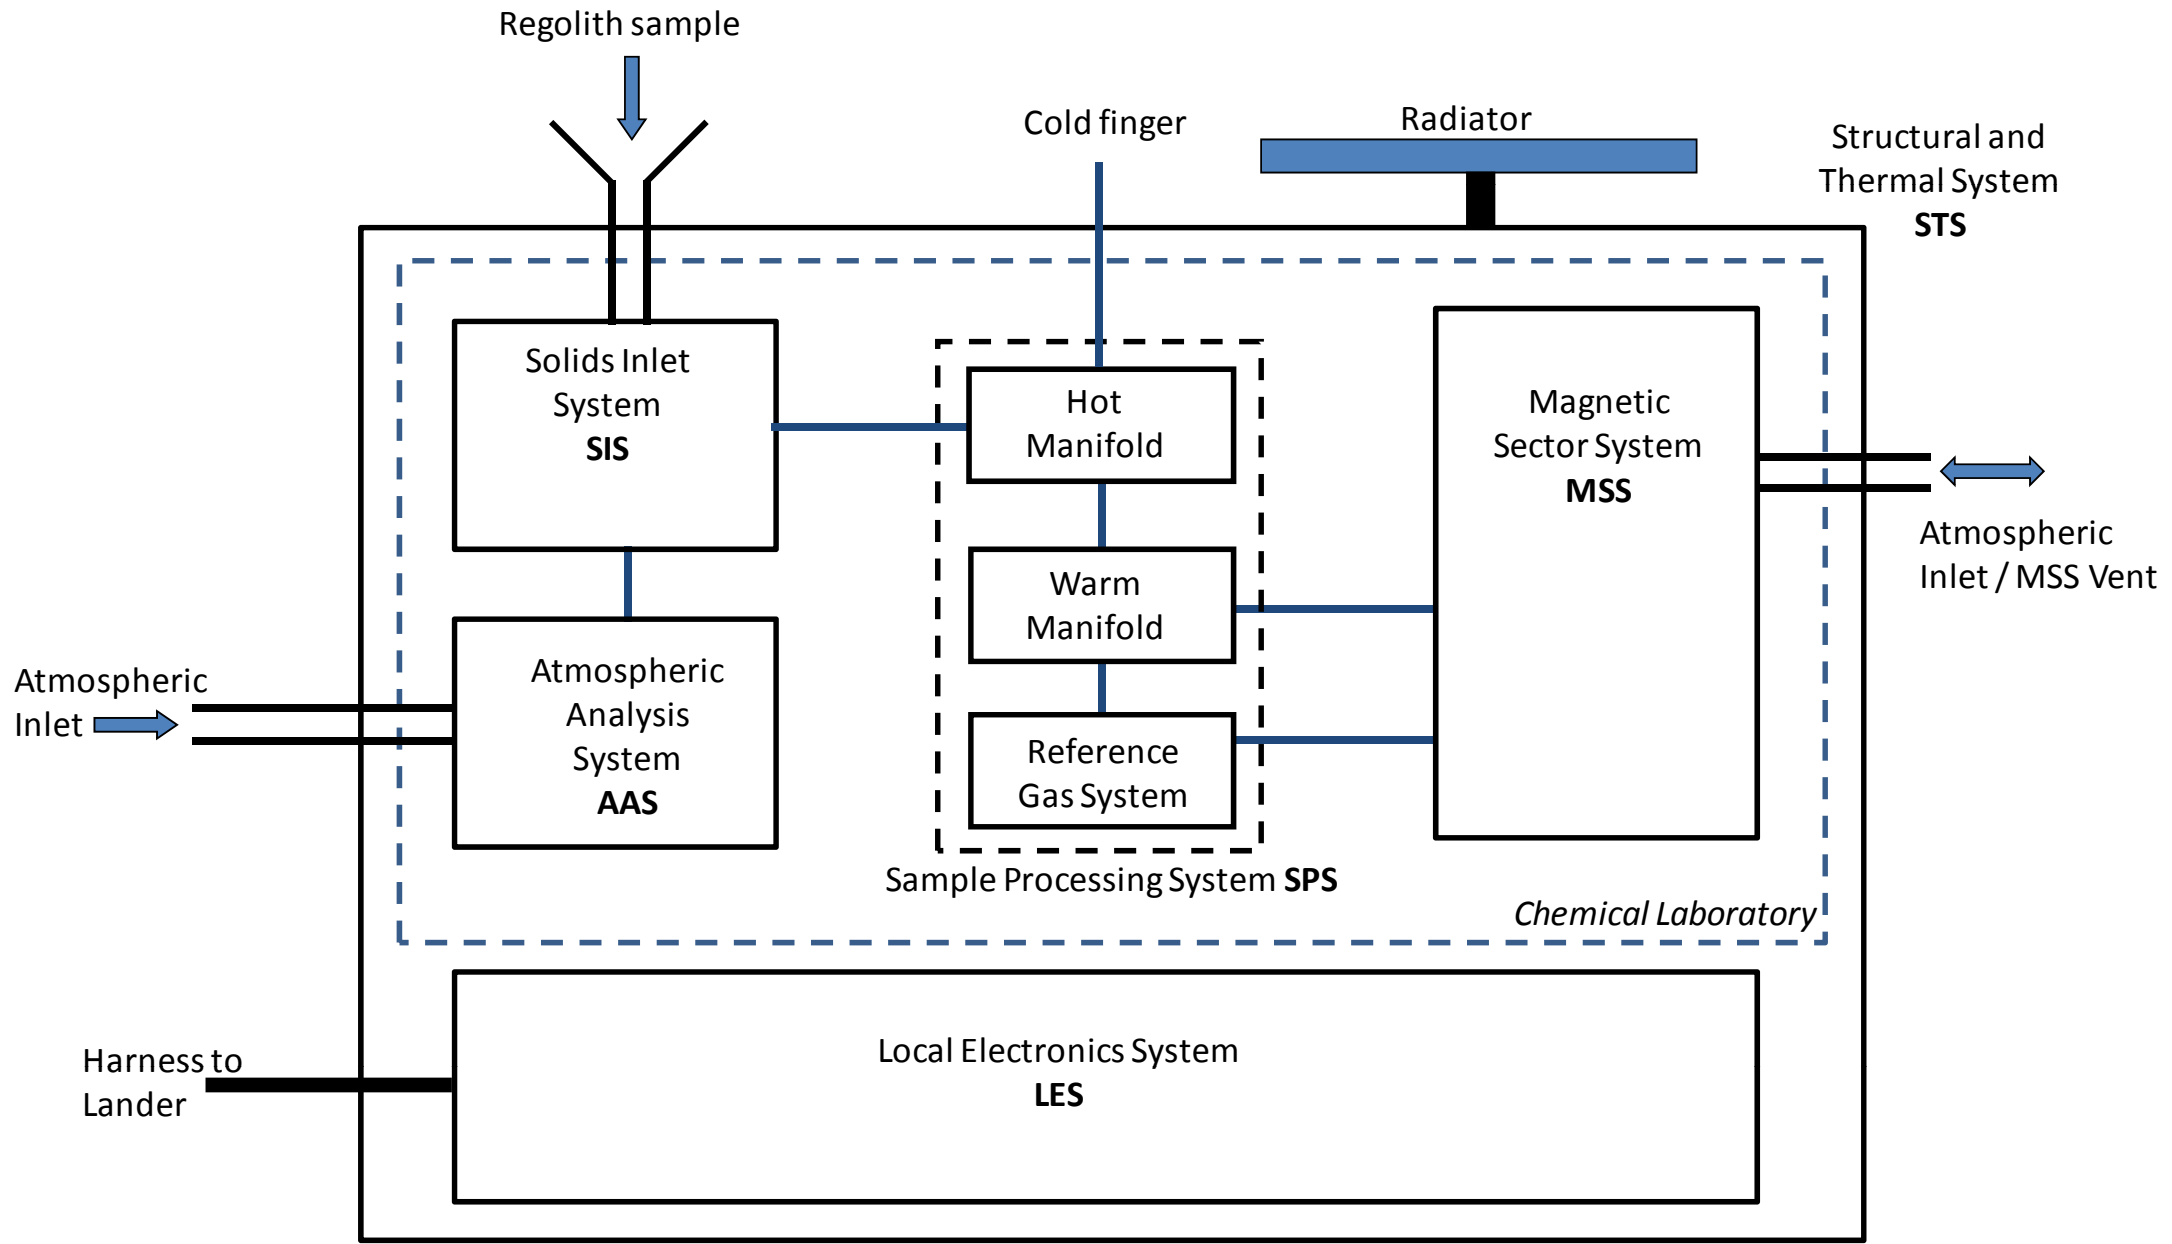 Regolith sample
Cold finger
Radiator
Structural and
Thermal System
STS
Solids Inlet
System
SIS
Hot
Manifold
Magnetic
Sector System
MSS
Atmospheric
Inlet / MSS Vent
Warm
Manifold
Atmospheric
Inlet
Atmospheric
Analysis
System
AAS
Reference
Gas System
Sample Processing System SPS
Chemical Laboratory
Harness to
Lander
Local Electronics System
LES